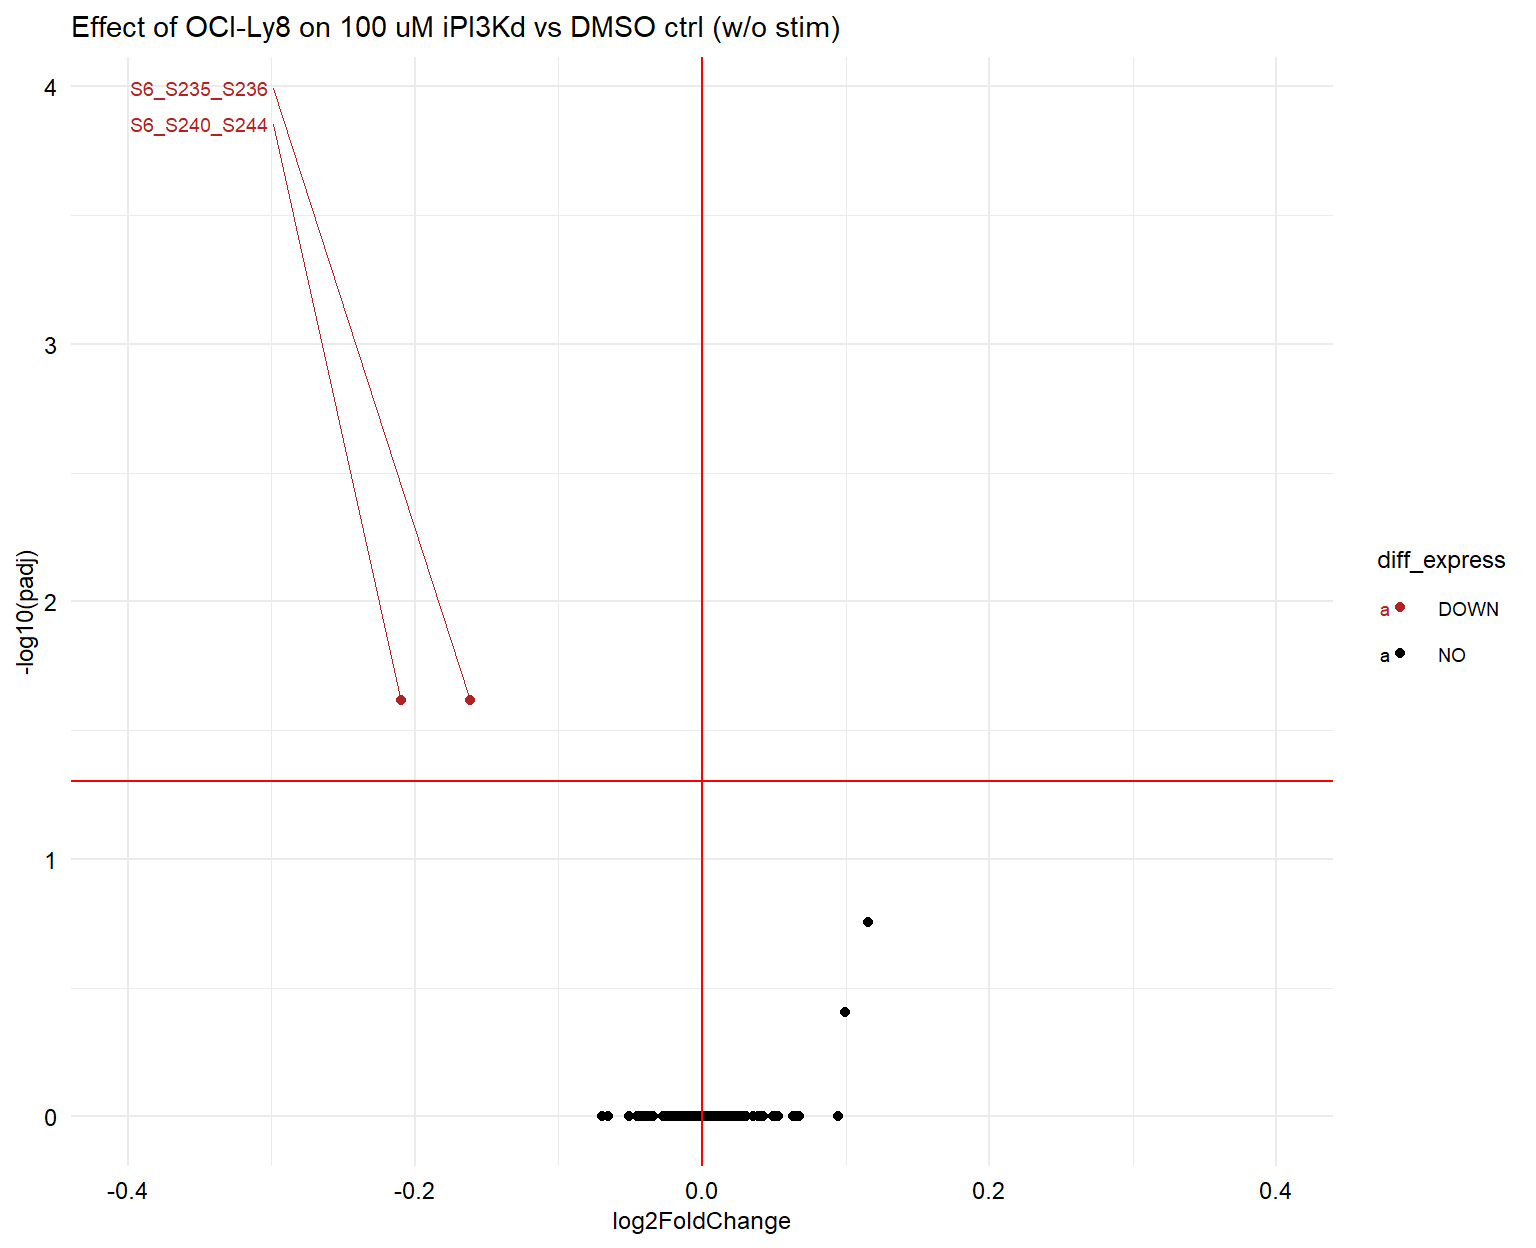 Effect of OCI-Ly8 on 100 uM iPI3Kd vs DMSO ctrl (w/o stim)
4
S6_S235_S236
S6_S240_S244
3
2
1
0
-log10(padj)
-0.4
-0.2
0.0
0.2
0.4
log2FoldChange
diff_express
a DOWN
a NO